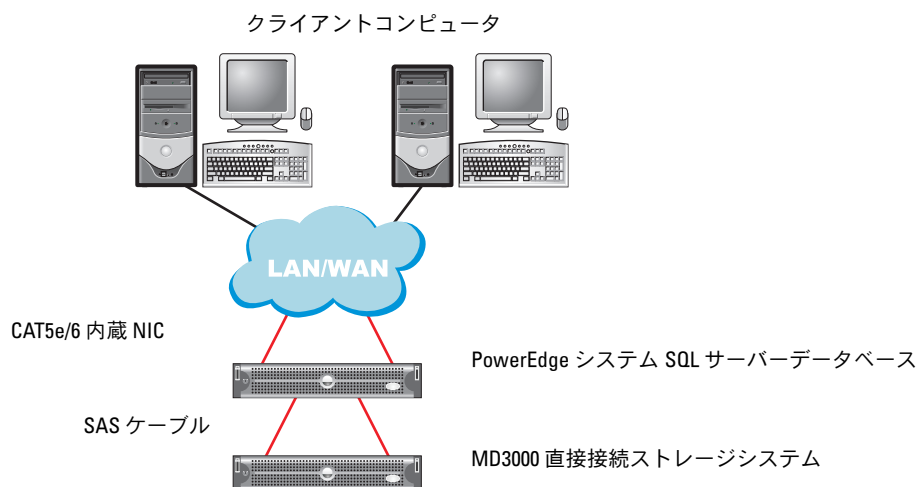 クライアントコンピュータ
LAN/WAN
CAT5e/6 内蔵 NIC
PowerEdge システム SQL サーバーデータベース
SAS ケーブル
MD3000 直接接続ストレージシステム